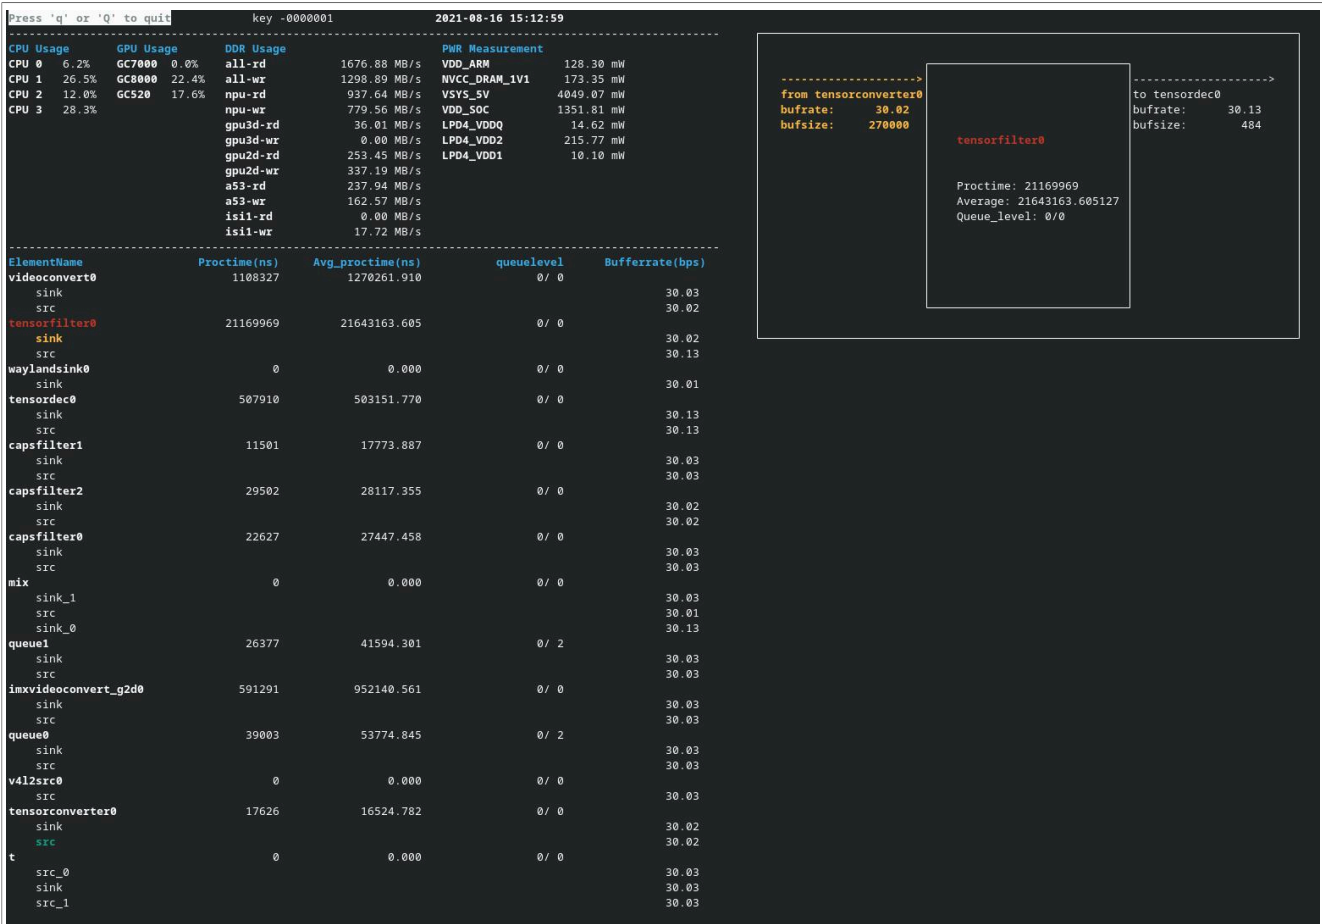 Press 'q' or 'Q' to quit key -0000001 2021-08-16 15:12:59
--------------------------------------------------------------------------------------------------------
CPU Usage GPU Usage DDR Usage PWR Measurement
CPU 0 6.2% GC7000 0.0% all-rd 1676.88 MB/s VDD_ARM 128.30 mW
CPU 1 26.5% GC8000 22.4% all-wr 1298.89 MB/s NVCC_DRAM_1V1 173.35 mW
CPU 2 12.0% GC520 17.6% npu-rd 937.64 MB/s VSYS_5V 4049.07 mW
CPU 3 28.3% npu-wr 779.56 MB/s VDD_SOC 1351.81 mW
gpu3d-rd 36.01 MB/s LPD4_VDDQ 14.62 mW
gpu3d-wr 0.00 MB/s LPD4_VDD2 215.77 mW
gpu2d-rd 253.45 MB/s LPD4_VDD1 10.10 mW
gpu2d-wr 337.19 MB/s
a53-rd 237.94 MB/s
a53-wr 162.57 MB/s
isi1-rd 0.00 MB/s
isi1-wr 17.72 MB/s
--------------------------------------------------------------------------------------------------------
ElementName Proctime(ns) Avg_proctime(ns) queuelevel Bufferrate(bps)
videoconvert0 1108327 1270261.910 0/ 0
sink 30.03
src 30.02
tensorfilter0 21169969 21643163.605 0/ 0
sink 30.02
src 30.13
waylandsink0 0 0.000 0/ 0
sink 30.01
tensordec0 507910 503151.770 0/ 0
sink 30.13
src 30.13
capsfilter1 11501 17773.887 0/ 0
sink 30.03
src 30.03
capsfilter2 29502 28117.355 0/ 0
sink 30.02
src 30.02
capsfilter0 22627 27447.458 0/ 0
sink 30.03
src 30.03
mix 0 0.000 0/ 0
sink_1 30.03
src 30.01
sink_0 30.13
queue1 26377 41594.301 0/ 2
sink 30.03
src 30.03
imxvideoconvert_g2d0 591291 952140.561 0/ 0
sink 30.03
src 30.03
queue0 39003 53774.845 0/ 2
sink 30.03
src 30.03
v4l2src0 0 0.000 0/ 0
src 30.03
tensorconverter0 17626 16524.782 0/ 0
sink 30.02
src 30.02
t 0 0.000 0/ 0
src_0 30.03
sink 30.03
src_1 30.03
-------------------->
from tensorconverter0
bufrate: 30.02
bufsize: 270000
tensorfilter0
Proctime: 21169969
Average: 21643163.605127
Queue_level: 0/0
-------------------->
to tensordec0
bufrate: 30.13
bufsize: 484